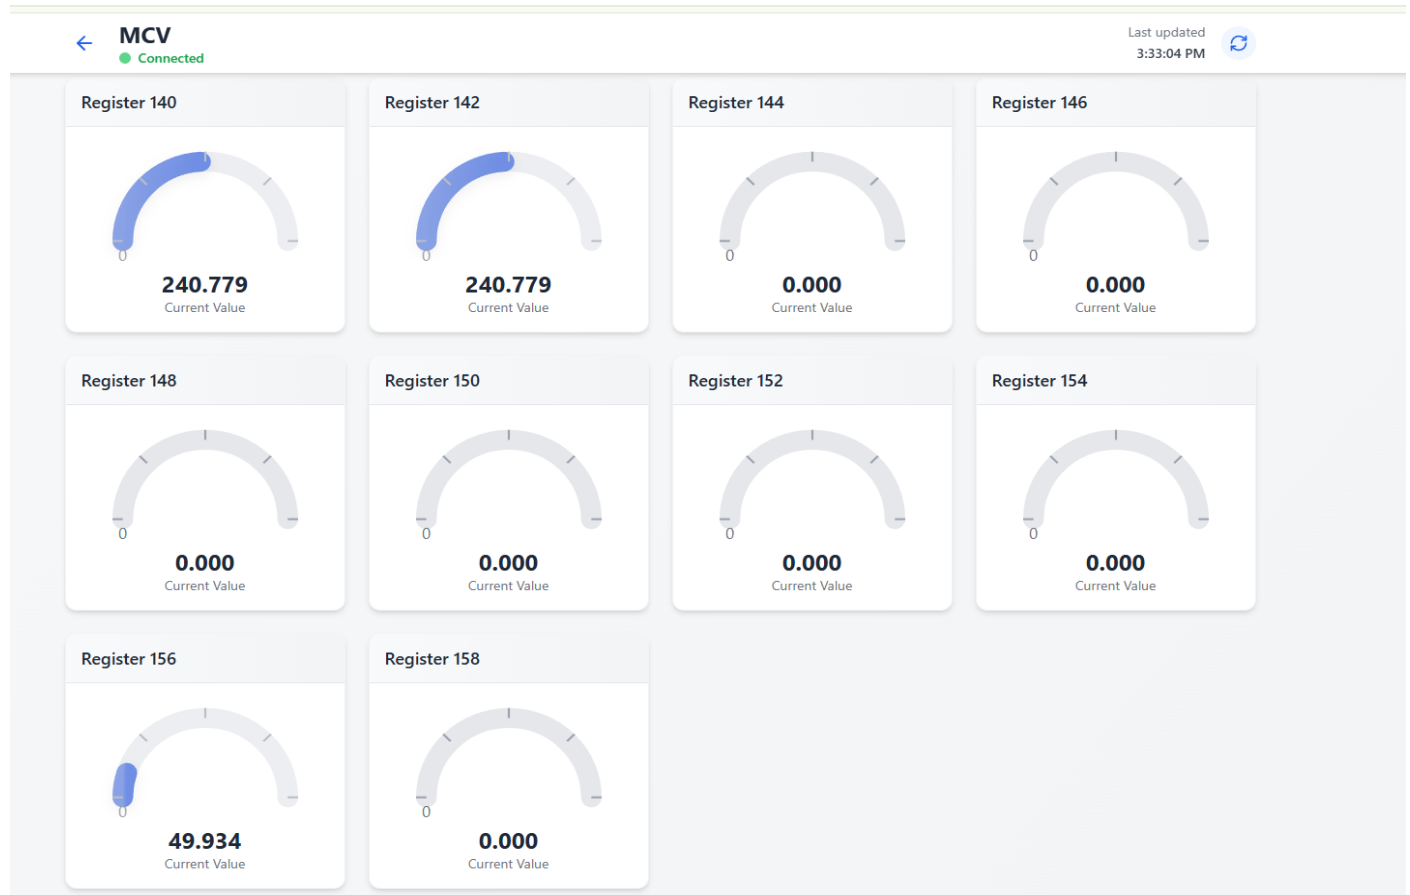 MCV
Connected
Last updated
3:33:04 PM
Register 140
0
240.779
Current Value
Register 142
0
240.779
Current Value
Register 144
0
0.000
Current Value
Register 146
0
0.000
Current Value
Register 148
0
0.000
Current Value
Register 150
0
0.000
Current Value
Register 152
0
0.000
Current Value
Register 154
0
0.000
Current Value
Register 156
0
49.934
Current Value
Register 158
0
0.000
Current Value